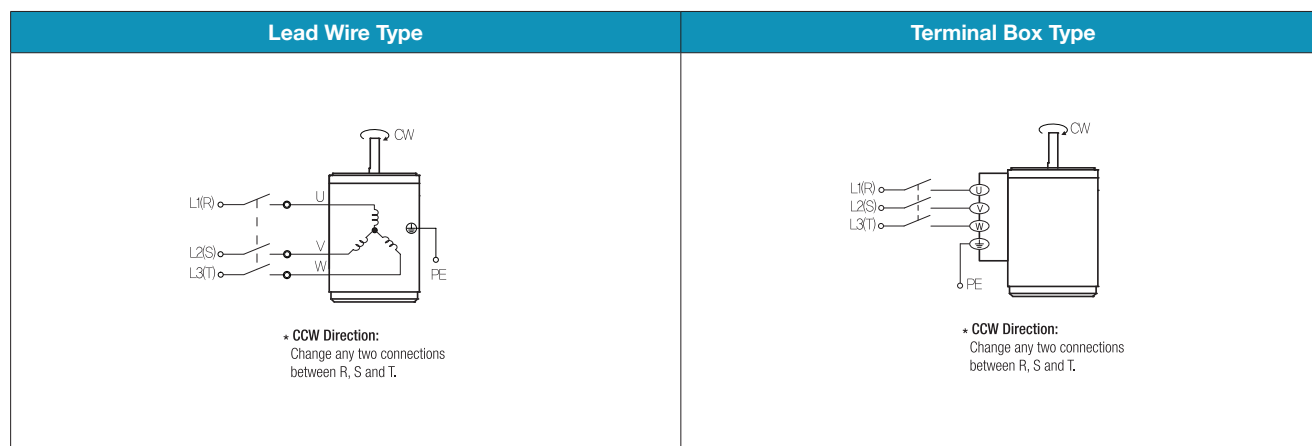 Lead Wire Type
Terminal Box Type
CW
U
L1(R)
V
L2(S)
W
L3(T)
PE
* CCW Direction:
Change any two connections
between R, S and T.
CW
L1(R)
U
L2(S)
V
L3(T)
W
PE
* CCW Direction:
Change any two connections
between R, S and T.